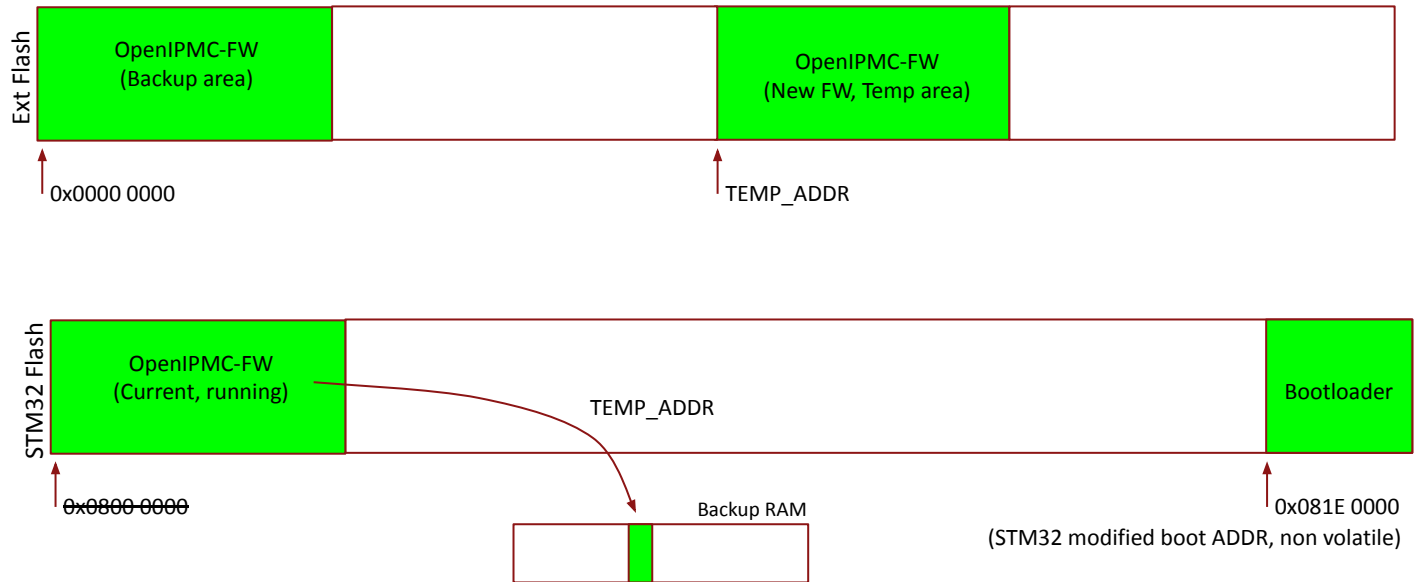 Ext Flash
OpenIPMC-FW
(Backup area)
OpenIPMC-FW
(New FW, Temp area)
0x0000 0000
TEMP_ADDR
STM32 Flash
OpenIPMC-FW
(Current, running)
TEMP_ADDR
Bootloader
0x0800 0000
Backup RAM
0x081E 0000
(STM32 modified boot ADDR, non volatile)